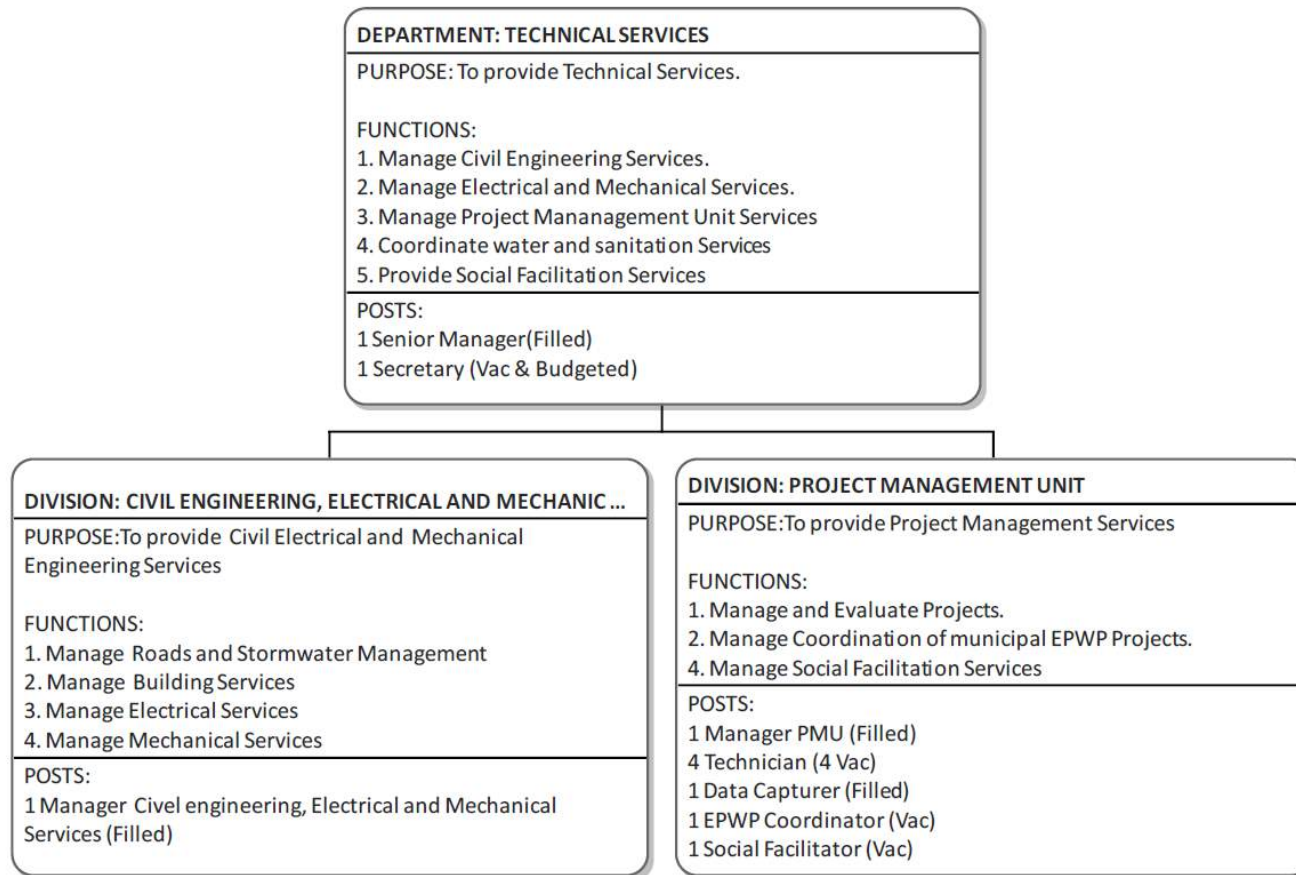 DEPARTMENT: TECHNICAL SERVICES
PURPOSE: To provide Technical Services.
FUNCTIONS:
1. Manage Civil Engineering Services.
2. Manage Electrical and Mechanical Services.
3. Manage Project Mananagement Unit Services
4. Coordinate water and sanitation Services
5. Provide Social Facilitation Services
POSTS:
1 Senior Manager(Filled)
1 Secretary (Vac & Budgeted)
DIVISION: CIVIL ENGINEERING, ELECTRICAL AND MECHANIC ...
PURPOSE:To provide Civil Electrical and Mechanical
Engineering Services
FUNCTIONS:
1. Manage Roads and Stormwater Management
2. Manage Building Services
3. Manage Electrical Services
4. Manage Mechanical Services
POSTS:
1 Manager Civel engineering, Electrical and Mechanical
Services (Filled)
DIVISION: PROJECT MANAGEMENT UNIT
PURPOSE:To provide Project Management Services
FUNCTIONS:
1. Manage and Evaluate Projects.
2. Manage Coordination of municipal EPWP Projects.
4. Manage Social Facilitation Services
POSTS:
1 Manager PMU (Filled)
4 Technician (4 Vac)
1 Data Capturer (Filled)
1 EPWP Coordinator (Vac)
1 Social Facilitator (Vac)